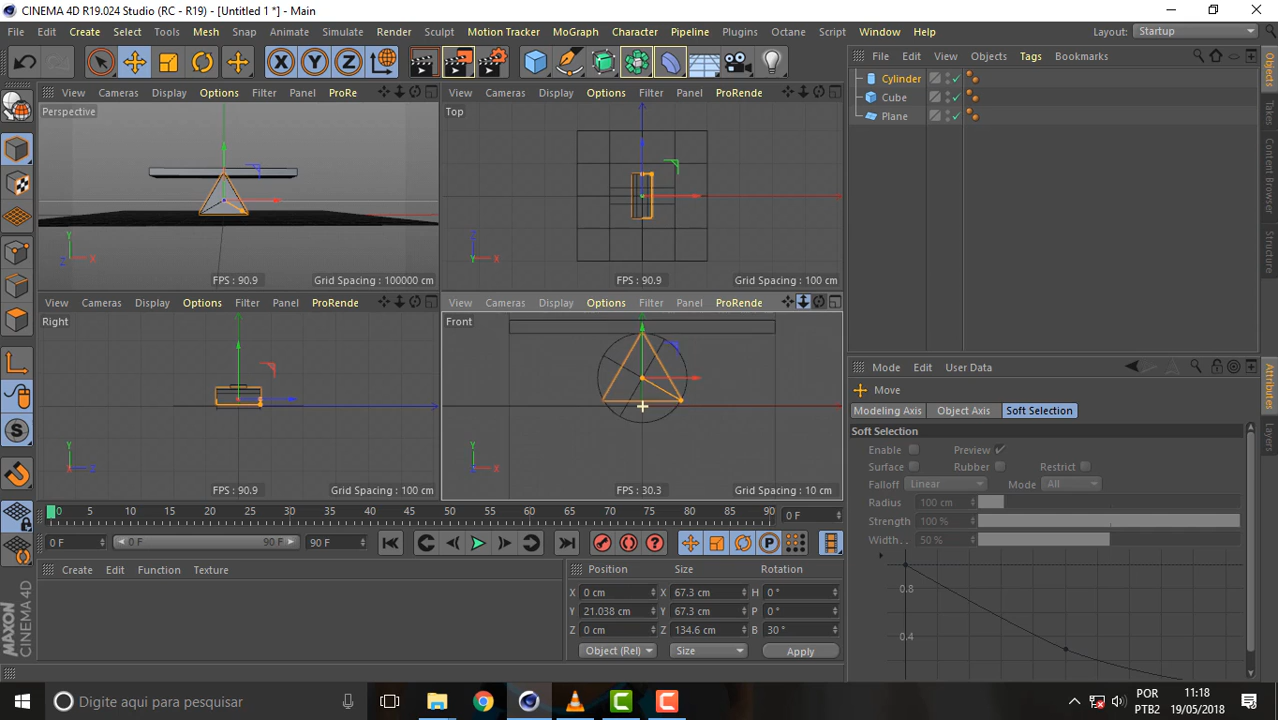 CINEMA 4D R19.024 Studio (RC - R19) - [Untitled 1 *] - Main
File Edit Create Select Tools Mesh Snap Animate Simulate Render Sculpt Motion Tracker MoGraph Character Pipeline Plugins Octane Script Window Help Layout: Startup
X Y Z
File Edit View Objects Tags Bookmarks
Cylinder
Cube
Plane
View Cameras Display Options Filter Panel ProRe
Perspective
FPS : 90.9 Grid Spacing : 100000 cm
View Cameras Display Options Filter Panel ProRender
Top
FPS : 90.9 Grid Spacing : 100 cm
View Cameras Display Options Filter Panel ProRende
Right
FPS : 90.9 Grid Spacing : 100 cm
View Cameras Display Options Filter Panel ProRende
Front
FPS : 30.3 Grid Spacing : 10 cm
Objects
Takes
Content Browser
Structure
Attributes
Layers
Mode Edit User Data
Move
Modeling Axis Object Axis Soft Selection
Soft Selection
Enable Preview
Surface Rubber Restrict
Falloff Linear Mode All
Radius 100 cm
Strength 100 %
Width.. 50 %
0.8
0.4
0 5 10 15 20 25 30 35 40 45 50 55 60 65 70 75 80 85 90 0 F
0 F 0 F 90 F 90 F
Create Edit Function Texture
Position Size Rotation
X 0 cm X 67.3 cm H 0 °
Y 21.038 cm Y 67.3 cm P 0 °
Z 0 cm Z 134.6 cm B 30 °
Object (Rel) Size Apply
MAXON CINEMA 4D
Digite aqui para pesquisar
POR
PTB2
11:18
19/05/2018